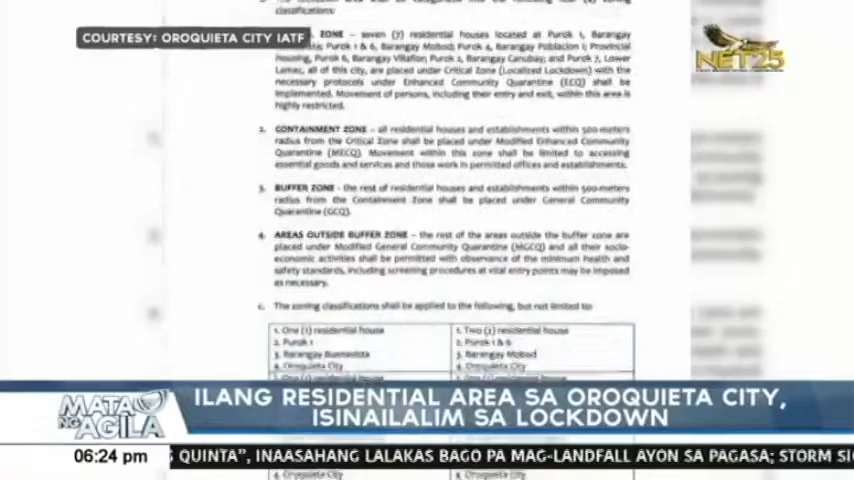 COURTESY: OROQUIETA CITY IATF
NET25
classifications:
ZONE – seven (7) residential houses located at Purok 1, Barangay
Purok 1 & 6, Barangay Mobod; Purok 4, Barangay Poblacion 1; Provincial
Housing, Purok 6, Barangay Villaflor; Purok 2, Barangay Canubay; and Purok 7, Lower
Lamac, all of this city, are placed under Critical Zone (Localized Lockdown) with the
necessary protocols under Enhanced Community Quarantine (ECQ) shall be
implemented. Movement of persons, including their entry and exit, within this area is
highly restricted.
2. CONTAINMENT ZONE – all residential houses and establishments within 500-meters
radius from the Critical Zone shall be placed under Modified Enhanced Community
Quarantine (MECQ). Movement within this zone shall be limited to accessing
essential goods and services and those work in permitted offices and establishments.
3. BUFFER ZONE - the rest of residential houses and establishments within 500-meters
radius from the Containment Zone shall be placed under General Community
Quarantine (GCQ).
4. AREAS OUTSIDE BUFFER ZONE – the rest of the areas outside the buffer zone are
placed under Modified General Community Quarantine (MGCQ) and all their socio-
economic activities shall be permitted with observance of the minimum health and
safety standards, including screening procedures at vital entry points may be imposed
as necessary.
c. The zoning classifications shall be applied to the following, but not limited to:
1. One (1) residential house
2. Purok 1
3. Barangay Buenavista
4. Oroquieta City
1. Two (2) residential house
2. Purok 1 & 6
3. Barangay Mobod
4. Oroquieta City
MATA NG AGILA
ILANG RESIDENTIAL AREA SA OROQUIETA CITY,
ISINAILALIM SA LOCKDOWN
06:24 pm
QUINTA", INAASAHANG LALAKAS BAGO PA MAG-LANDFALL AYON SA PAGASA; STORM
4. Oroquieta City
4. Oroquieta City